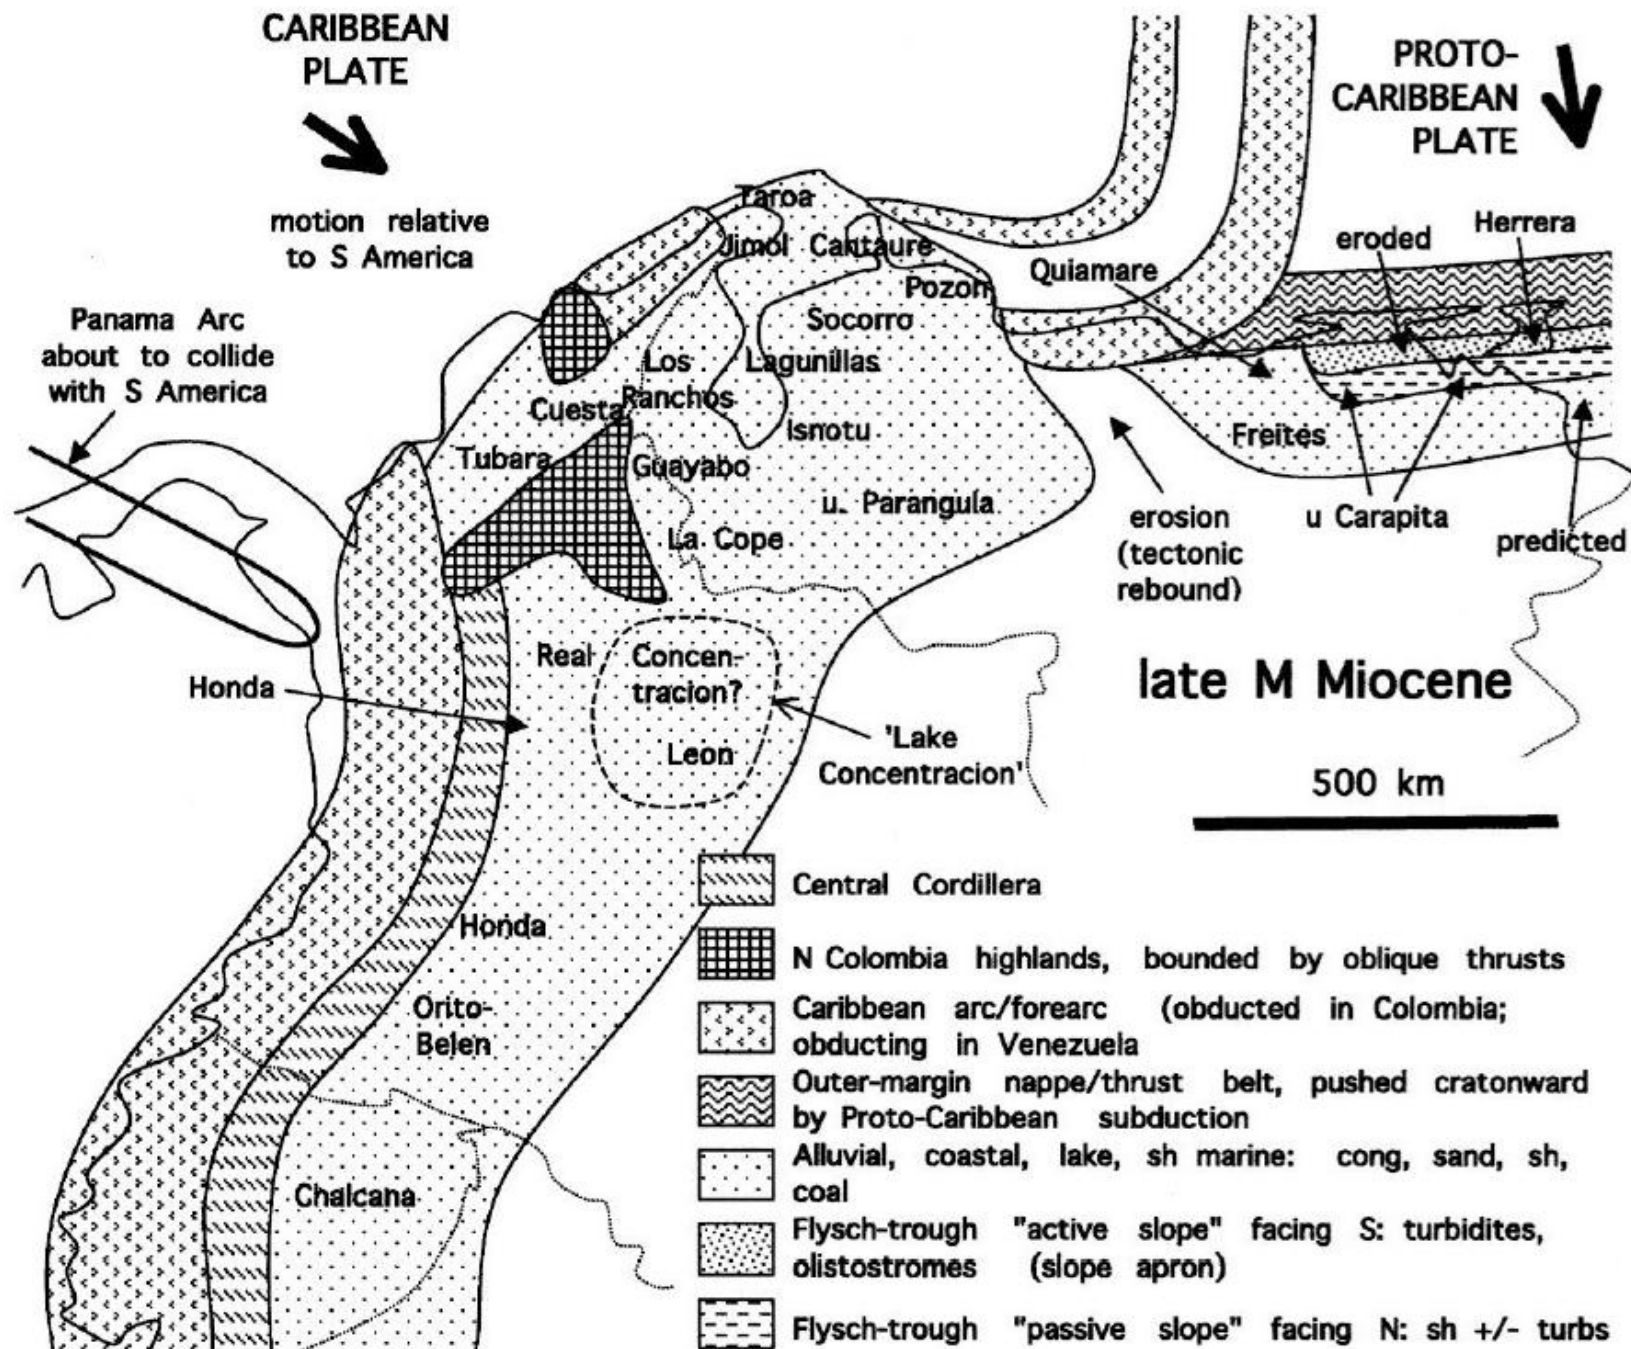 CARIBBEAN
PLATE
motion relative
to S America
PROTO-
CARIBBEAN
PLATE
Panama Arc
about to collide
with S America
Taroa
Jimol Cantaure
Pozon
Quiamare
eroded
Herrera
Socorro
Los
Ranchos
Lagunillas
Cuesta
Isnotu
Tubara
Guayabo
u. Parangula
La Cope
Freites
erosion
(tectonic
rebound)
u Carapita
predicted
Real
Concen-
tracion?
Leon
Honda
'Lake
Concentracion'
late M Miocene
500 km
Honda
Orito-
Belen
Chalcana
Central Cordillera
N Colombia highlands, bounded by oblique thrusts
Caribbean arc/forearc (obducted in Colombia;
obducting in Venezuela
Outer-margin nappe/thrust belt, pushed cratonward
by Proto-Caribbean subduction
Alluvial, coastal, lake, sh marine: cong, sand, sh,
coal
Flysch-trough "active slope" facing S: turbidites,
olistostromes (slope apron)
Flysch-trough "passive slope" facing N: sh +/- turbs